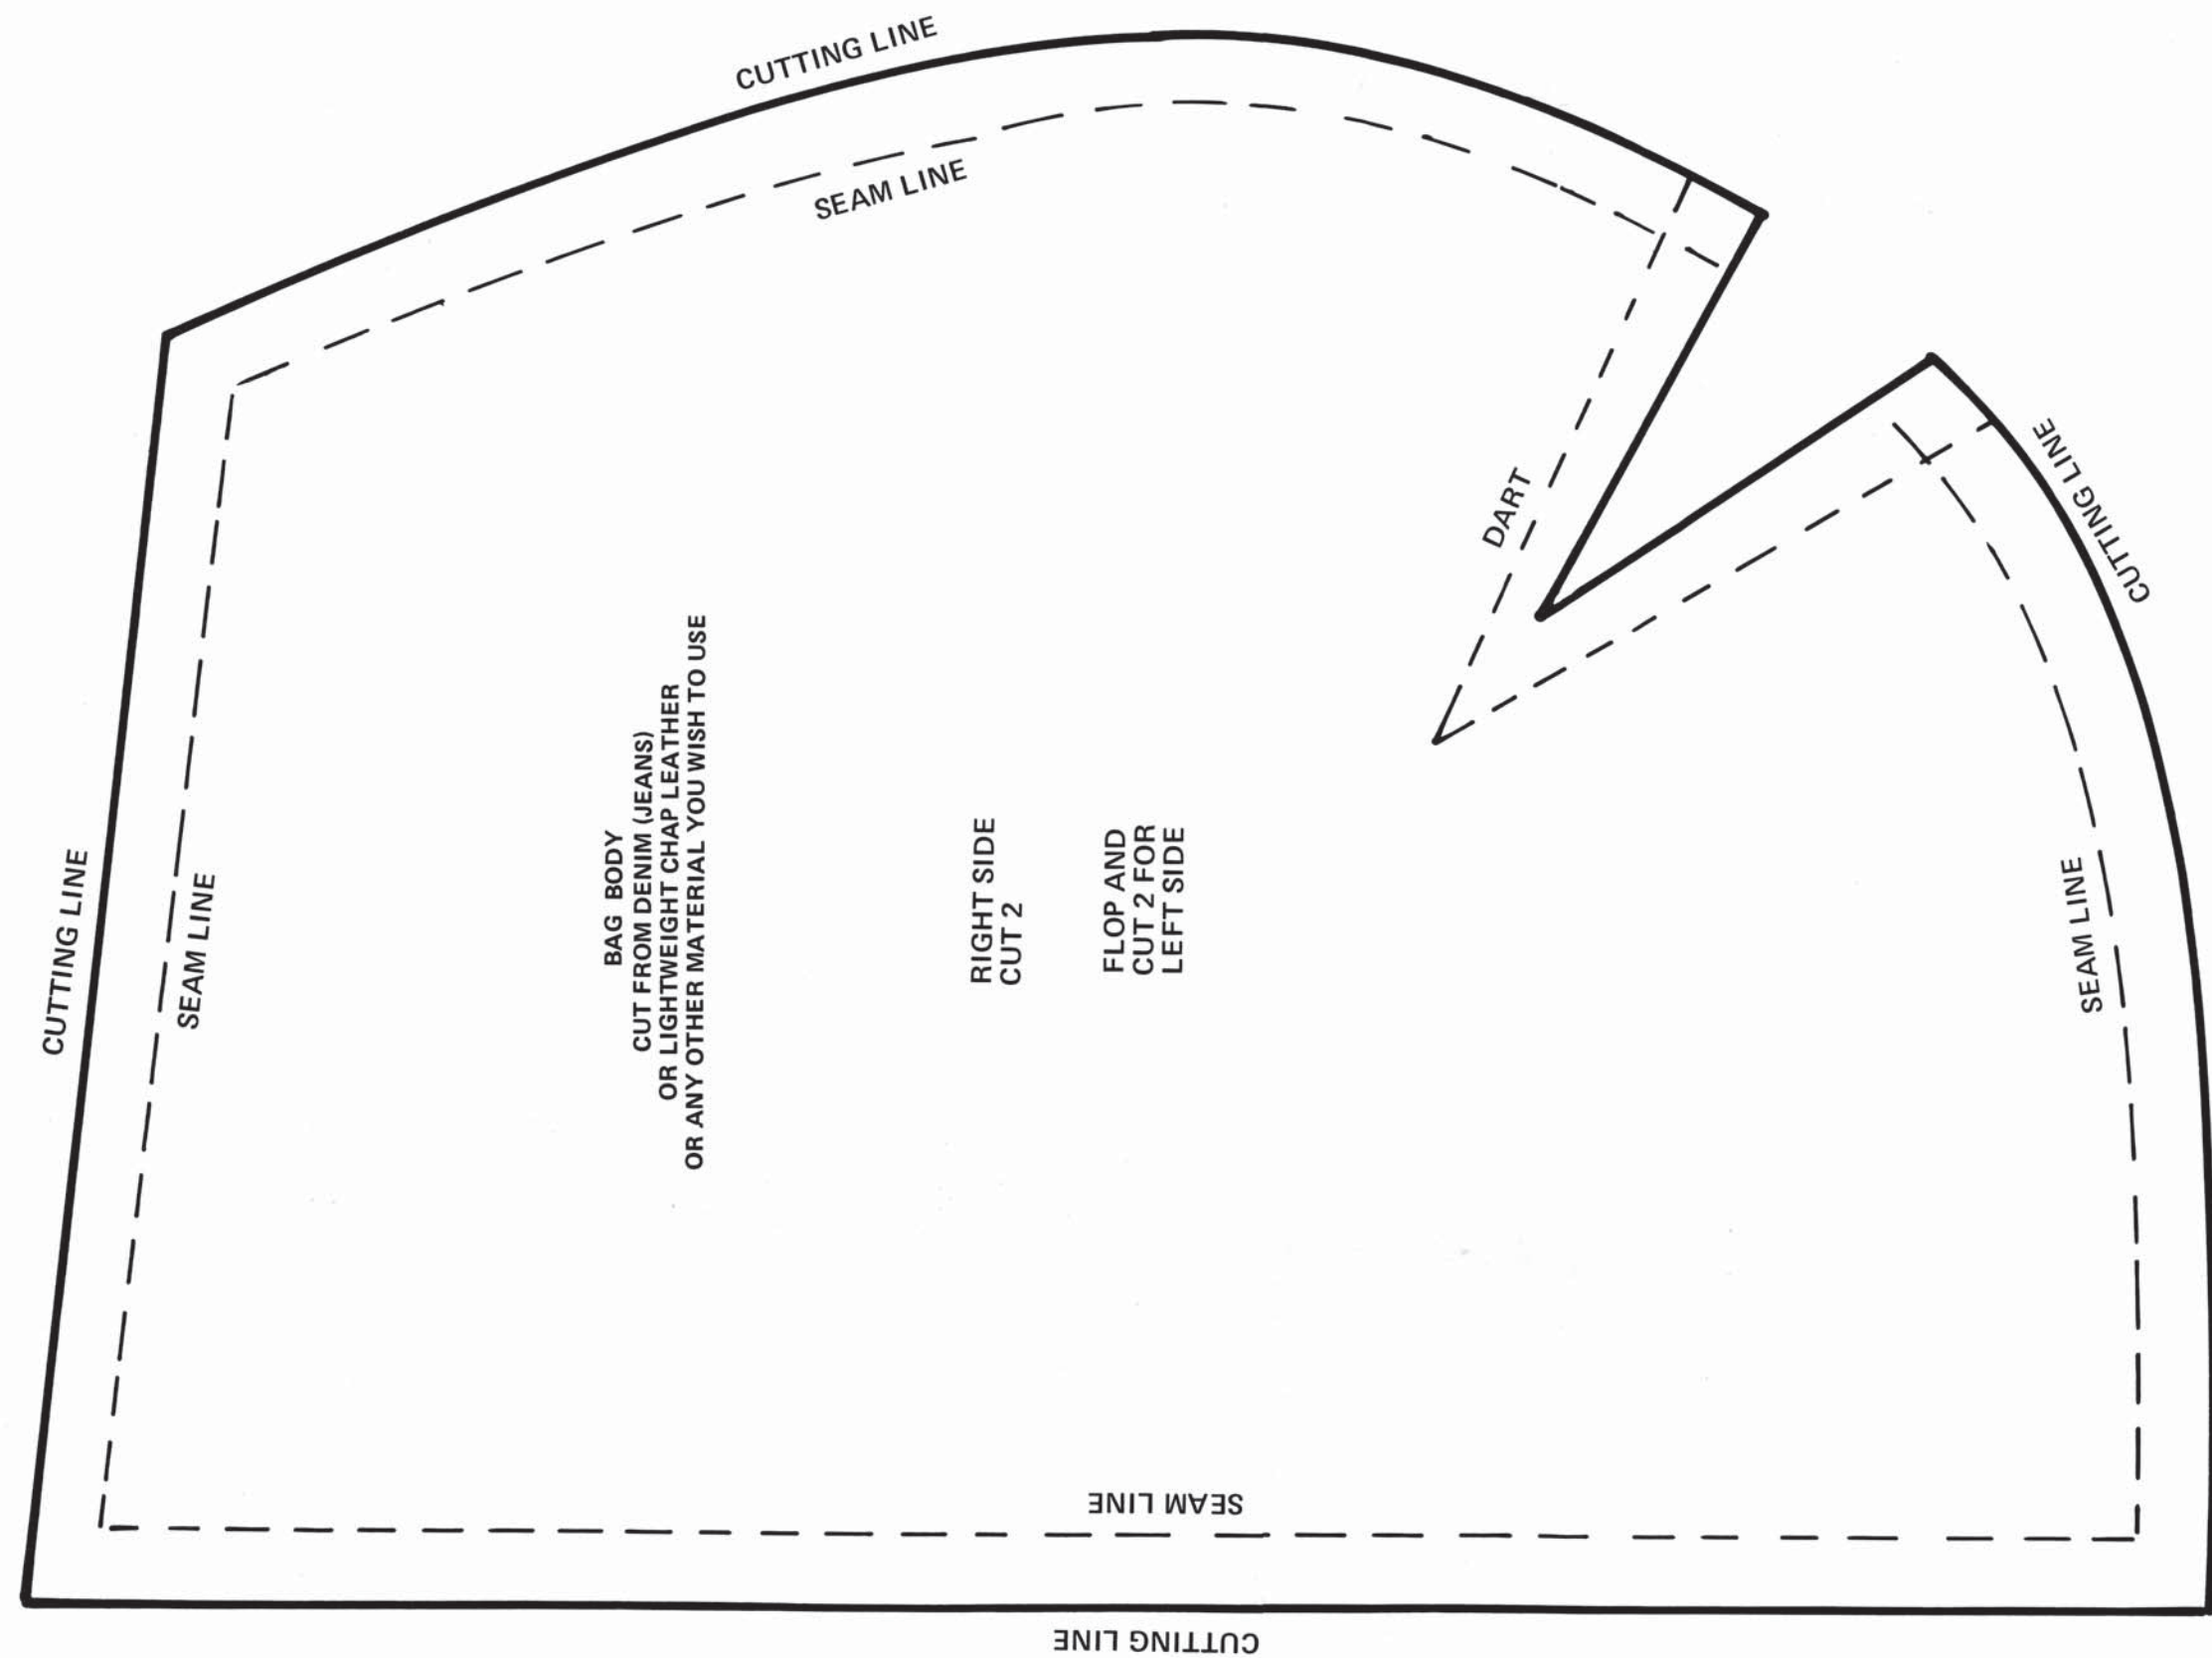 CUTTING LINE
SEAM LINE
CUTTING LINE
DART
BAG BODY
CUT FROM DENIM (JEANS)
OR LIGHTWEIGHT CHAP LEATHER
OR ANY OTHER MATERIAL YOU WISH TO USE
RIGHT SIDE
CUT 2
FLOP AND
CUT 2 FOR
LEFT SIDE
CUTTING LINE
SEAM LINE
SEAM LINE
SEAM LINE
CUTTING LINE